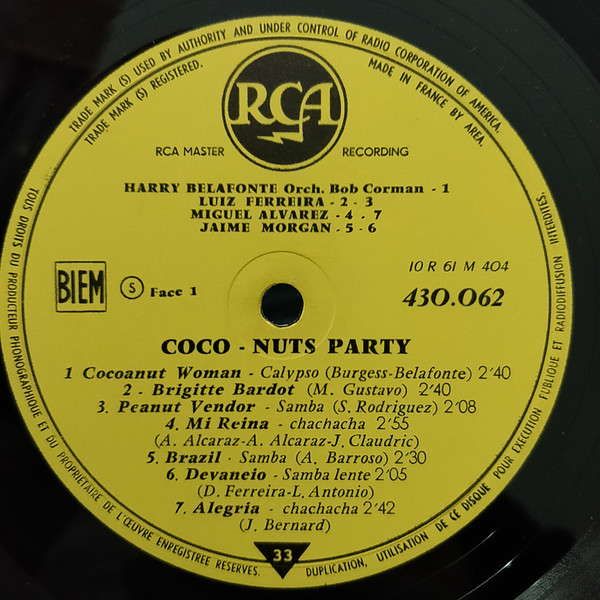 TRADE MARK (S) USED BY AUTHORITY AND UNDER CONTROL OF RADIO CORPORATION OF AMERICA.
TRADE MARK (S) REGISTERED.
MADE IN FRANCE BY AREA.
RCA
RCA MASTER RECORDING
HARRY BELAFONTE Orch. Bob Corman - 1
LUIZ FERREIRA - 2 - 3
MIGUEL ALVAREZ - 4 - 7
JAIME MORGAN - 5 - 6
10 R 61 M 404
BIEM S Face 1 430.062
COCO - NUTS PARTY
1 Cocoanut Woman - Calypso (Burgess-Belafonte) 2'40
2 - Brigitte Bardot (M. Gustavo) 2'40
3. Peanut Vendor - Samba (S. Rodriguez) 2'08
4. Mi Reina - chachacha 2'55
(A. Alcaraz-A. Alcaraz-J. Claudric)
5. Brazil - Samba (A. Barroso) 2'30
6. Devaneio - Samba lente 2'05
(D. Ferreira-L. Antonio)
7. Alegria - chachacha 2'42
(J. Bernard)
33
TOUS DROITS DU PRODUCTEUR PHONOGRAPHIQUE ET DU PROPRIETAIRE DE L'ŒUVRE ENREGISTREE RESERVES.
DUPLICATION, UTILISATION DE CE DISQUE POUR EXECUTION PUBLIQUE ET RADIODIFFUSION INTERDITES.